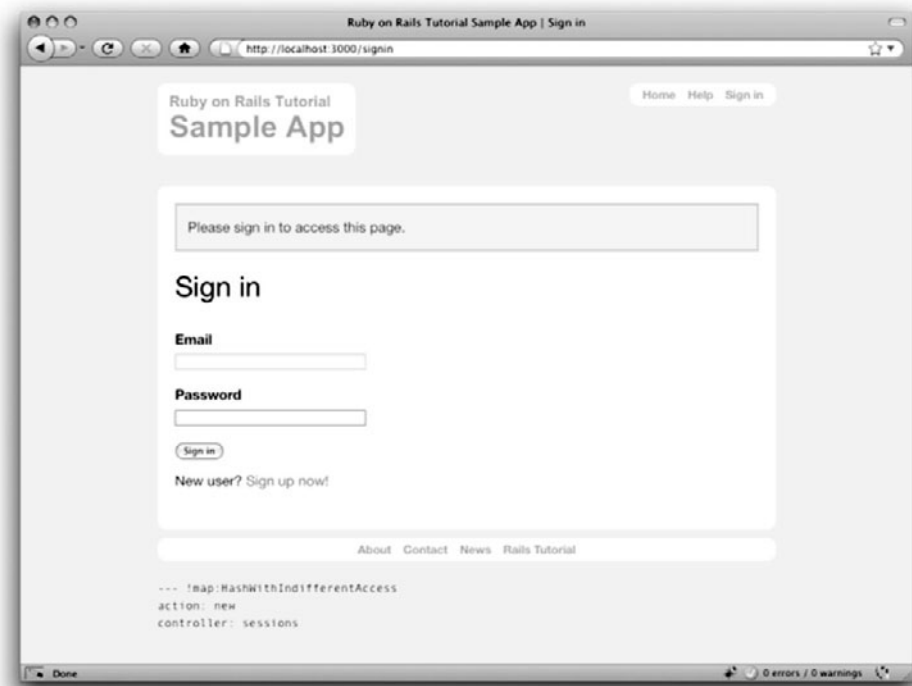 Ruby on Rails Tutorial Sample App | Sign in
http://localhost:3000/signin
Ruby on Rails Tutorial
Sample App
Home Help Sign in
Please sign in to access this page.
Sign in
Email
Password
Sign in
New user? Sign up now!
About Contact News Rails Tutorial
--- !map:HashWithIndifferentAccess
action: new
controller: sessions
Done
0 errors / 0 warnings